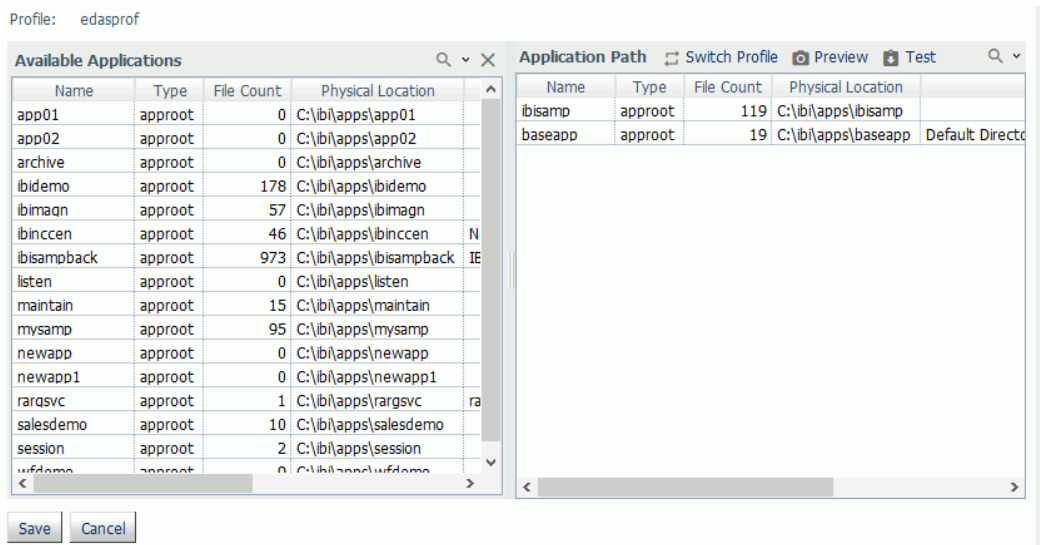 Profile: edasprof
Available Applications
Name Type File Count Physical Location
app01 approot 0 C:\ibi\apps\app01
app02 approot 0 C:\ibi\apps\app02
archive approot 0 C:\ibi\apps\archive
ibidemo approot 178 C:\ibi\apps\ibidemo
ibimagn approot 57 C:\ibi\apps\ibimagn
ibinccen approot 46 C:\ibi\apps\ibinccen N
ibisampback approot 973 C:\ibi\apps\ibisampback IB
listen approot 0 C:\ibi\apps\listen
maintain approot 15 C:\ibi\apps\maintain
mysamp approot 95 C:\ibi\apps\mysamp
newapp approot 0 C:\ibi\apps\newapp
newapp1 approot 0 C:\ibi\apps\newapp1
rargsvc approot 1 C:\ibi\apps\rargsvc ra
salesdemo approot 10 C:\ibi\apps\salesdemo
session approot 2 C:\ibi\apps\session
wfdemo approot 0 C:\ibi\apps\wfdemo
Application Path Switch Profile Preview Test
Name Type File Count Physical Location
ibisamp approot 119 C:\ibi\apps\ibisamp
baseapp approot 19 C:\ibi\apps\baseapp Default Directo
Save Cancel